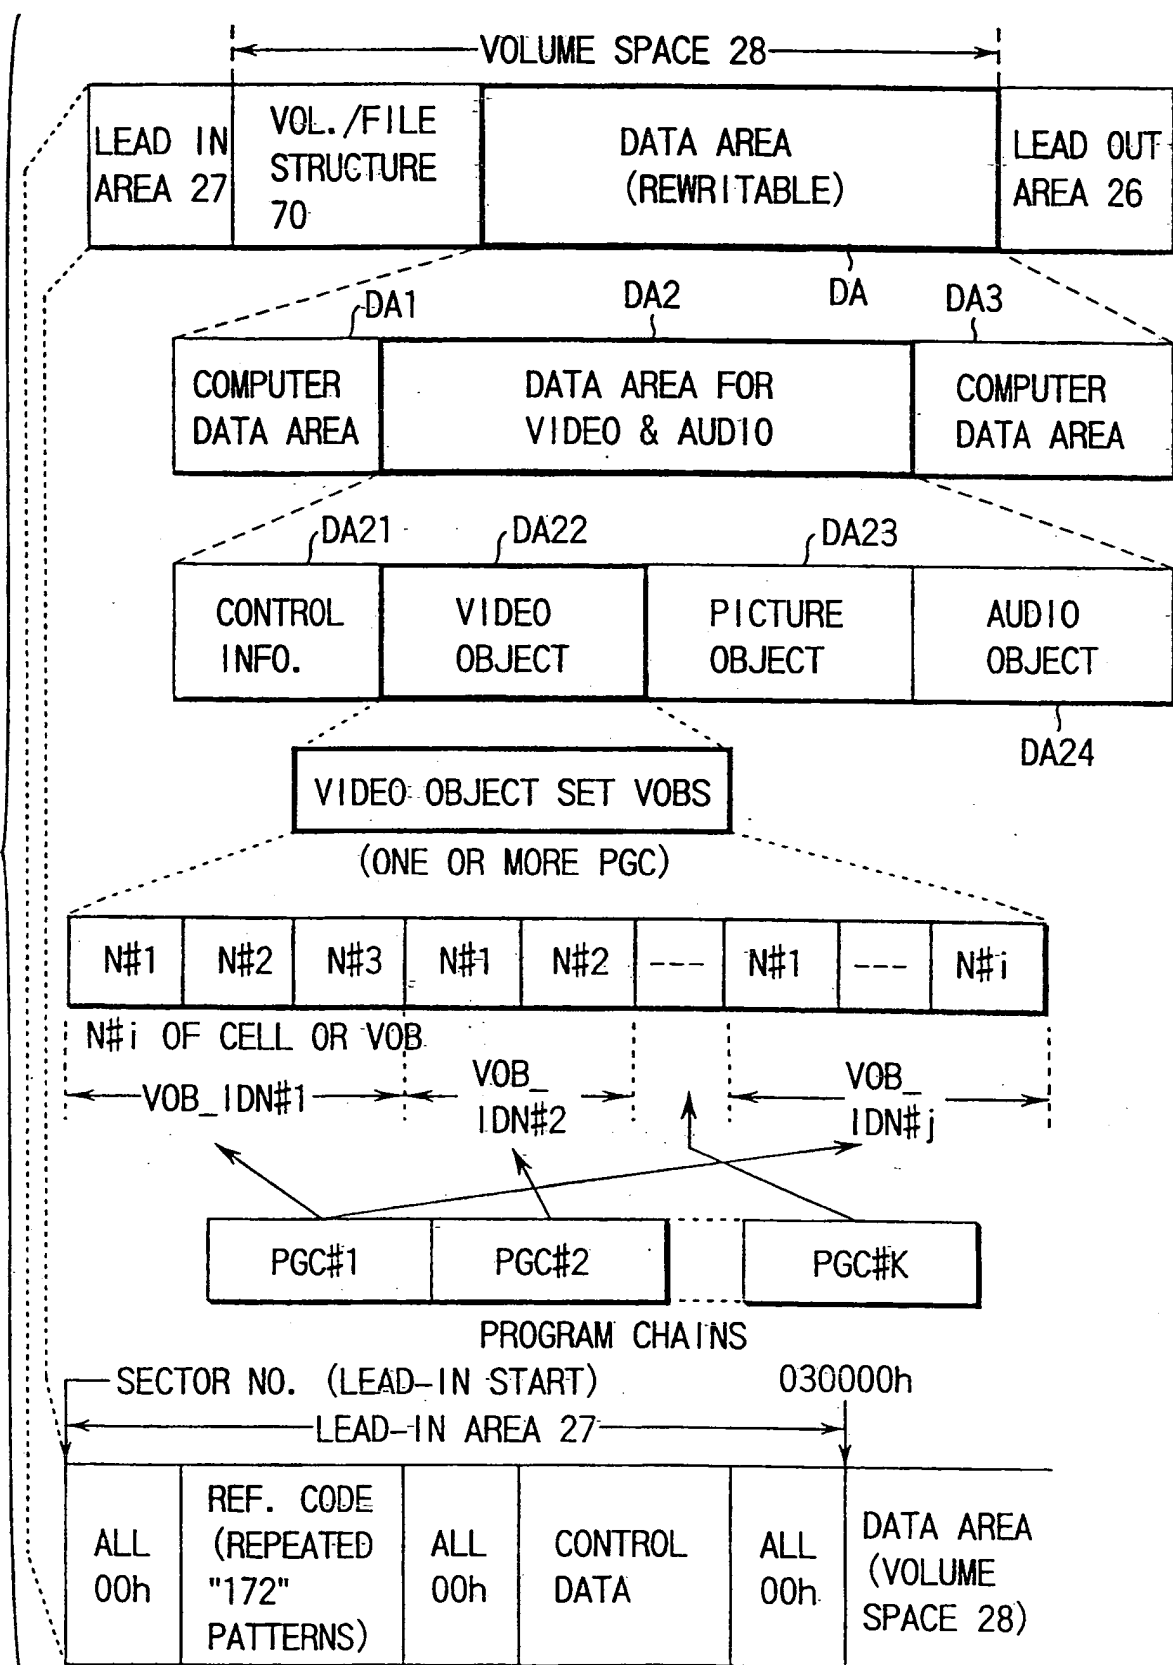 VOLUME SPACE 28
LEAD IN
AREA 27
VOL./FILE
STRUCTURE
70
DATA AREA
(REWRITABLE)
LEAD OUT
AREA 26
DA
DA1
DA2
DA3
COMPUTER
DATA AREA
DATA AREA FOR
VIDEO & AUDIO
COMPUTER
DATA AREA
DA21
DA22
DA23
CONTROL
INFO.
VIDEO
OBJECT
PICTURE
OBJECT
AUDIO
OBJECT
DA24
VIDEO OBJECT SET VOBS
(ONE OR MORE PGC)
N#1 N#2 N#3 N#1 N#2 --- N#1 --- N#i
N#i OF CELL OR VOB
VOB_IDN#1
VOB_
IDN#2
VOB_
IDN#j
PGC#1 PGC#2 PGC#K
PROGRAM CHAINS
SECTOR NO. (LEAD-IN START) 030000h
LEAD-IN AREA 27
ALL
00h
REF. CODE
(REPEATED
"172"
PATTERNS)
ALL
00h
CONTROL
DATA
ALL
00h
DATA AREA
(VOLUME
SPACE 28)